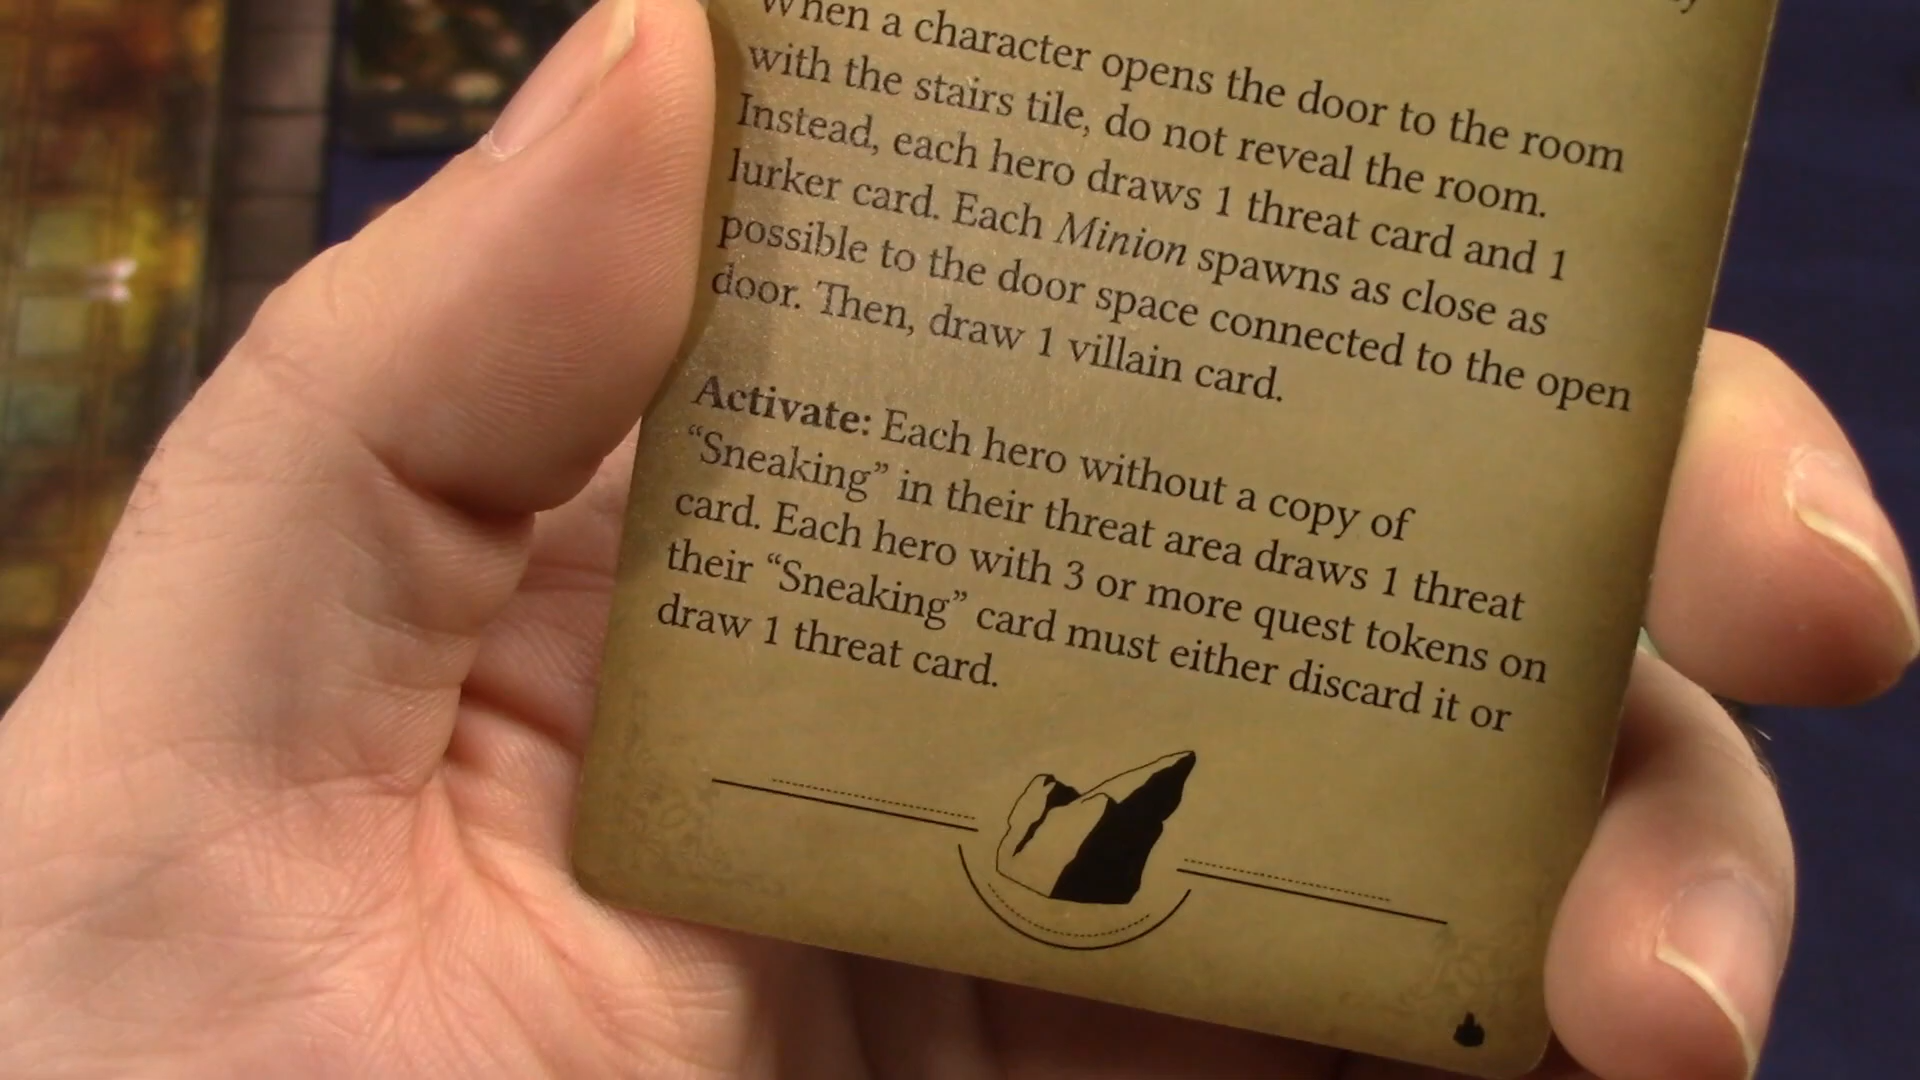 When a character opens the door to the room
with the stairs tile, do not reveal the room.
Instead, each hero draws 1 threat card and 1
lurker card. Each Minion spawns as close as
possible to the door space connected to the open
door. Then, draw 1 villain card.
Activate: Each hero without a copy of
“Sneaking” in their threat area draws 1 threat
card. Each hero with 3 or more quest tokens on
their “Sneaking” card must either discard it or
draw 1 threat card.